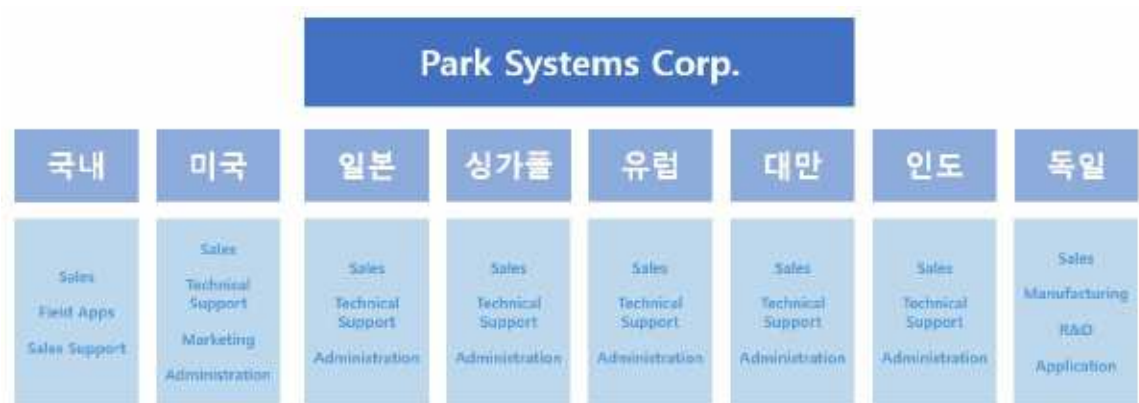 Park Systems Corp.
국내
미국
일본
싱가폴
유럽
대만
인도
독일
Sales
Field Apps
Sales Support
Sales
Technical
Support
Marketing
Administration
Sales
Technical
Support
Administration
Sales
Technical
Support
Administration
Sales
Technical
Support
Administration
Sales
Technical
Support
Administration
Sales
Technical
Support
Administration
Sales
Manufacturing
R&D
Application